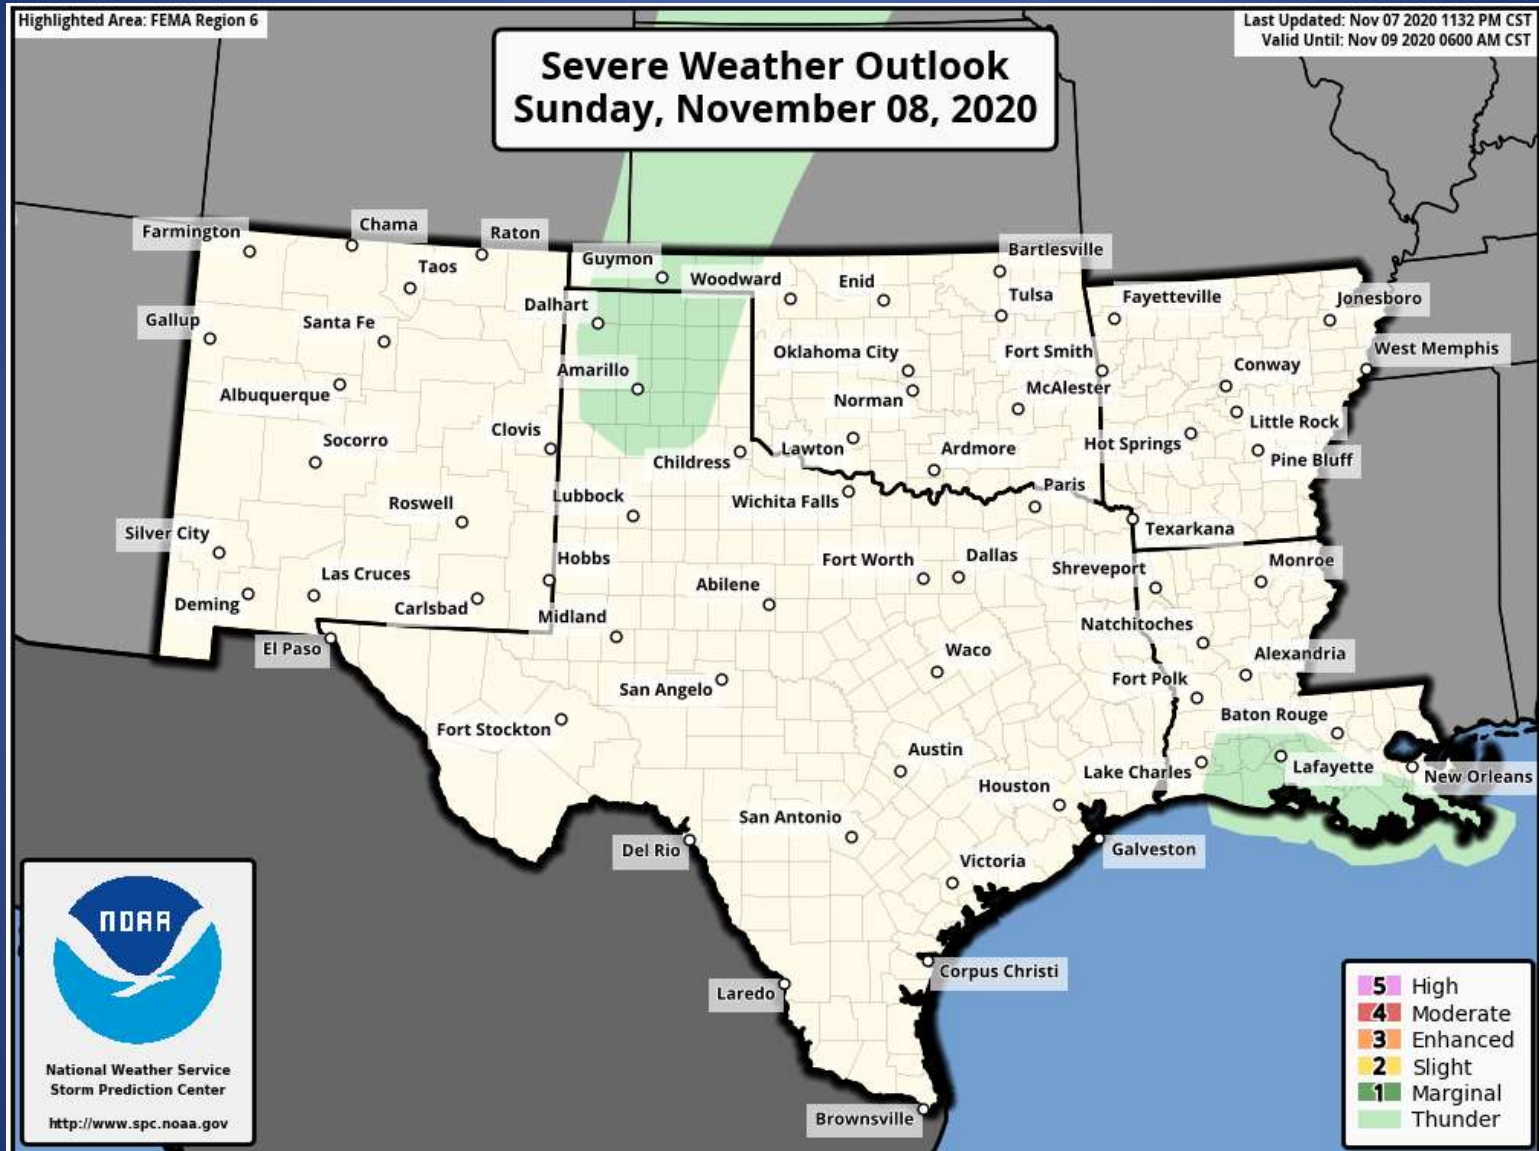 Highlighted Area: FEMA Region 6
Last Updated: Nov 07 2020 1132 PM CST
Valid Until: Nov 09 2020 0600 AM CST
Severe Weather Outlook
Sunday, November 08, 2020
Farmington
Chama
Raton
Taos
Guymon
Woodward
Enid
Bartlesville
Tulsa
Fayetteville
Jonesboro
Gallup
Santa Fe
Dalhart
Oklahoma City
Fort Smith
West Memphis
Albuquerque
Amarillo
Norman
McAlester
Conway
Little Rock
Socorro
Clovis
Childress
Lawton
Ardmore
Hot Springs
Pine Bluff
Roswell
Lubbock
Wichita Falls
Paris
Texarkana
Silver City
Las Cruces
Hobbs
Abilene
Fort Worth
Dallas
Shreveport
Monroe
Deming
Carlsbad
Midland
Natchitoches
El Paso
San Angelo
Waco
Alexandria
Fort Polk
Fort Stockton
Baton Rouge
Austin
Houston
Lake Charles
Lafayette
New Orleans
San Antonio
Del Rio
Victoria
Galveston
Corpus Christi
Laredo
Brownsville
NOAA
National Weather Service
Storm Prediction Center
http://www.spc.noaa.gov
5 High
4 Moderate
3 Enhanced
2 Slight
1 Marginal
Thunder